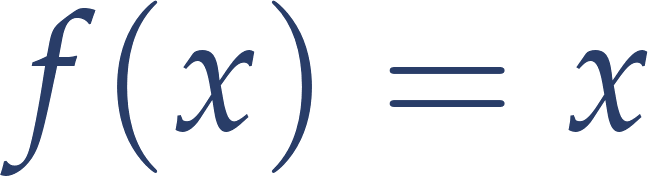 f(x) = x